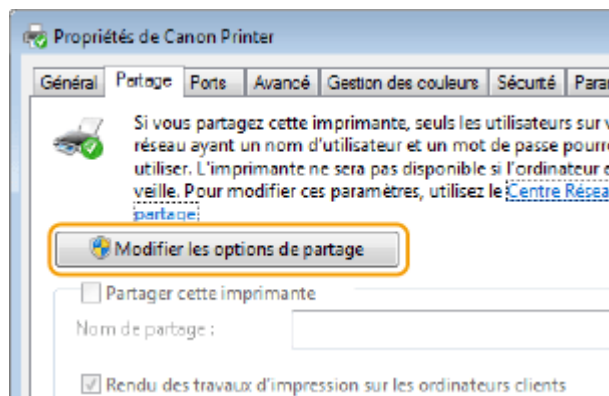 Propriétés de Canon Printer
Général Partage Ports Avancé Gestion des couleurs Sécurité
Si vous partagez cette imprimante, seuls les utilisateurs sur
réseau ayant un nom d'utilisateur et un mot de passe
utiliser. L'imprimante ne sera pas disponible si l'ordinateur
veille. Pour modifier ces paramètres, utilisez le Centre
partage
Modifier les options de partage
Partager cette imprimante
Nom de partage :
Rendu des travaux d'impression sur les ordinateurs clients